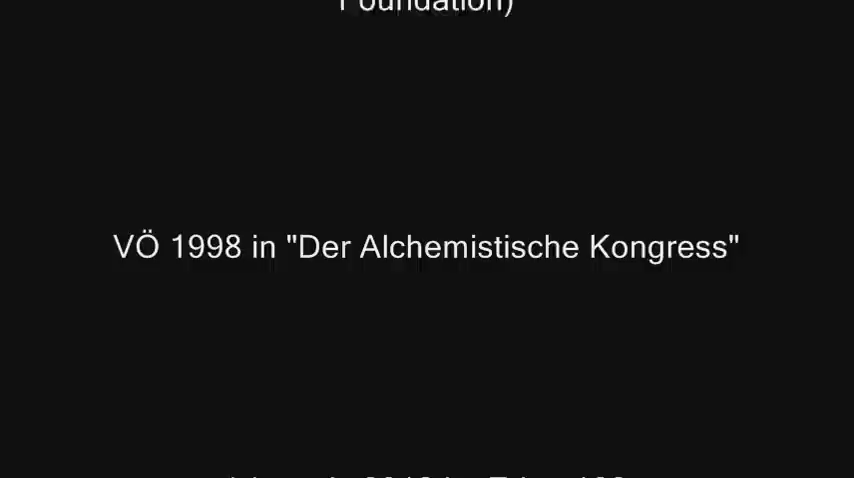 Foundation)
VÖ 1998 in "Der Alchemistische Kongress"